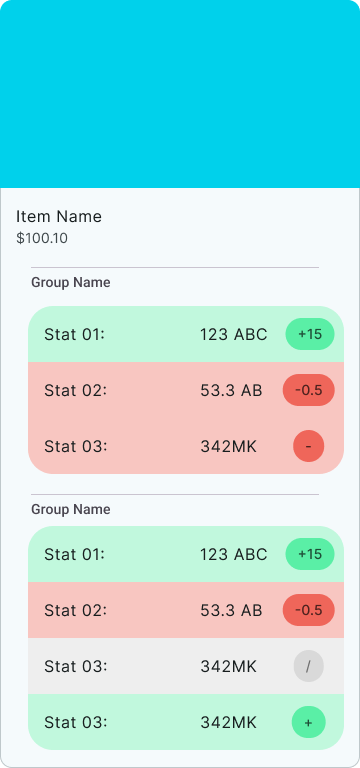 Item Name
$100.10
Group Name
Stat 01: 123 ABC +15
Stat 02: 53.3 AB -0.5
Stat 03: 342MK -
Group Name
Stat 01: 123 ABC +15
Stat 02: 53.3 AB -0.5
Stat 03: 342MK /
Stat 03: 342MK +